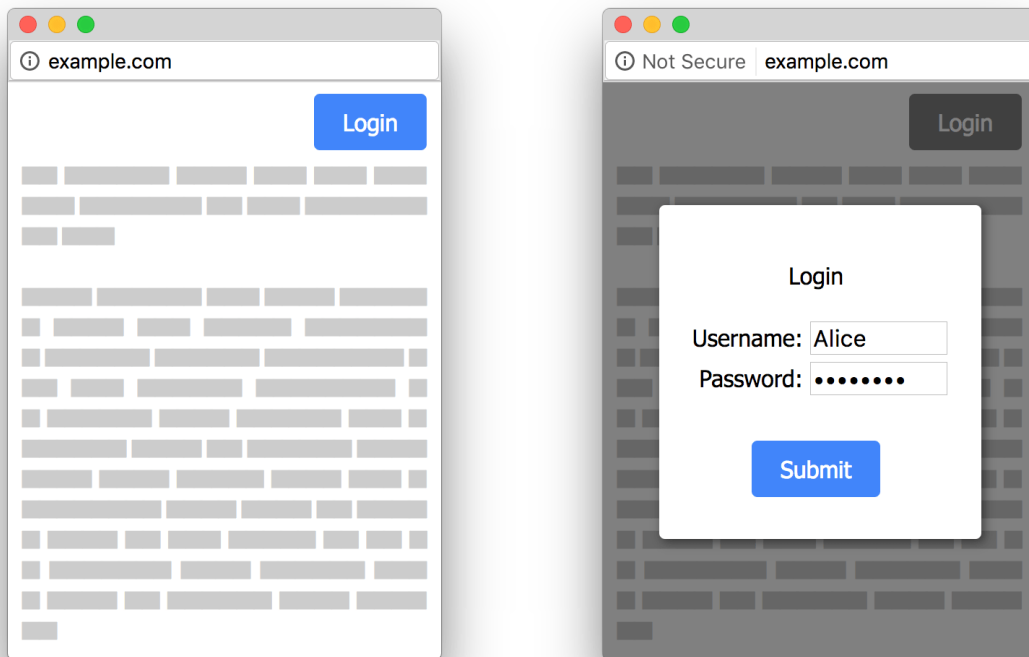 example.com
Login
Not Secure example.com
Login
Login
Username: Alice
Password: ••••••••
Submit